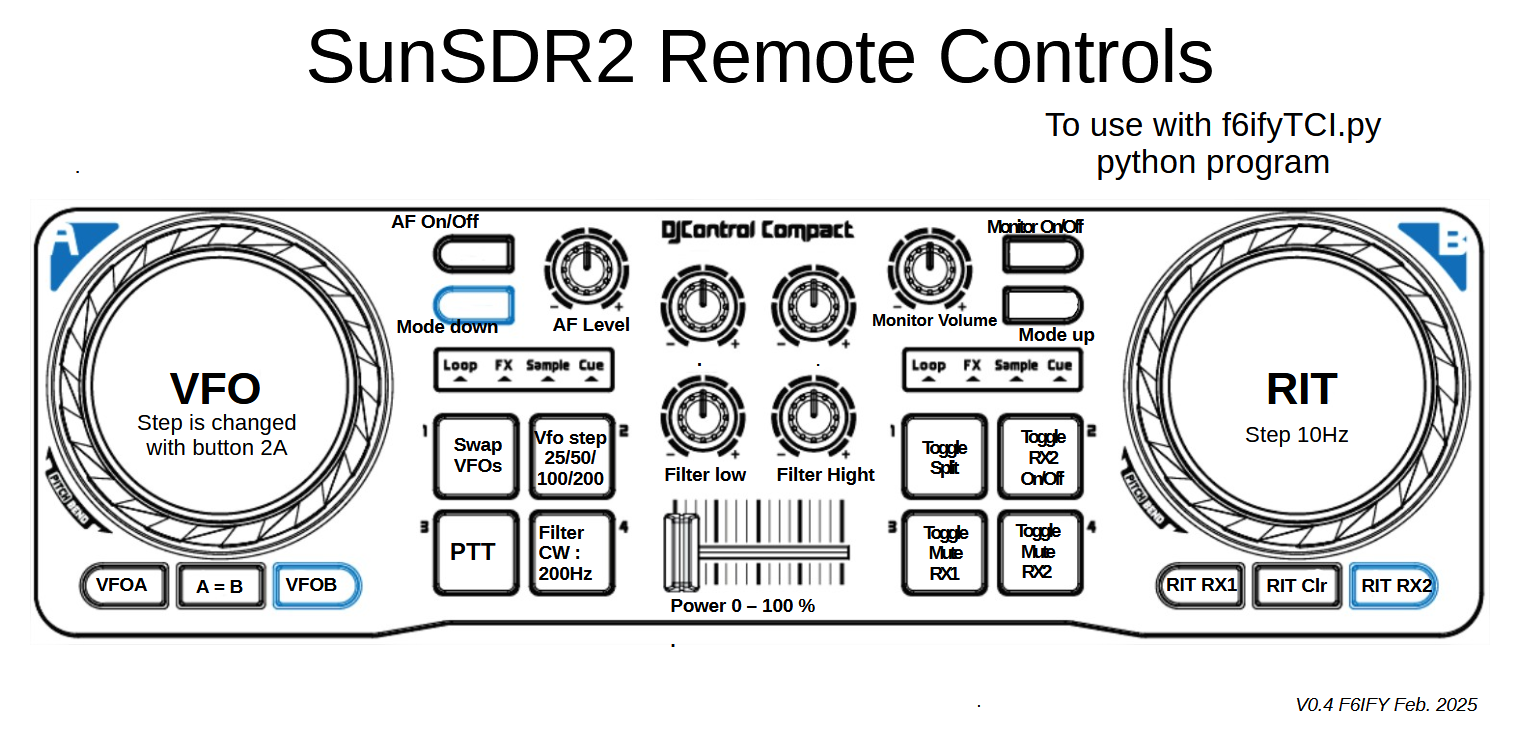 SunSDR2 Remote Controls
To use with f6ifyTCI.py
python program
A
AF On/Off
DJControl Compact
Monitor On/Off
B
- +
- +
Mode down
AF Level
Monitor Volume
Mode up
- +
- +
Loop FX Sample Cue
Loop FX Sample Cue
VFO
Step is changed
with button 2A
RIT
Step 10Hz
1
Swap
VFOs
Vfo step
25/50/
100/200
2
- +
- +
Filter low
Filter Hight
1
Toggle
Split
Toggle
RX2
On/Off
2
PITCH BEND
PITCH BEND
3
PTT
Filter
CW :
200Hz
4
3
Toggle
Mute
RX1
Toggle
Mute
RX2
4
VFOA
A = B
VFOB
Power 0 – 100 %
RIT RX1
RIT Clr
RIT RX2
V0.4 F6IFY Feb. 2025